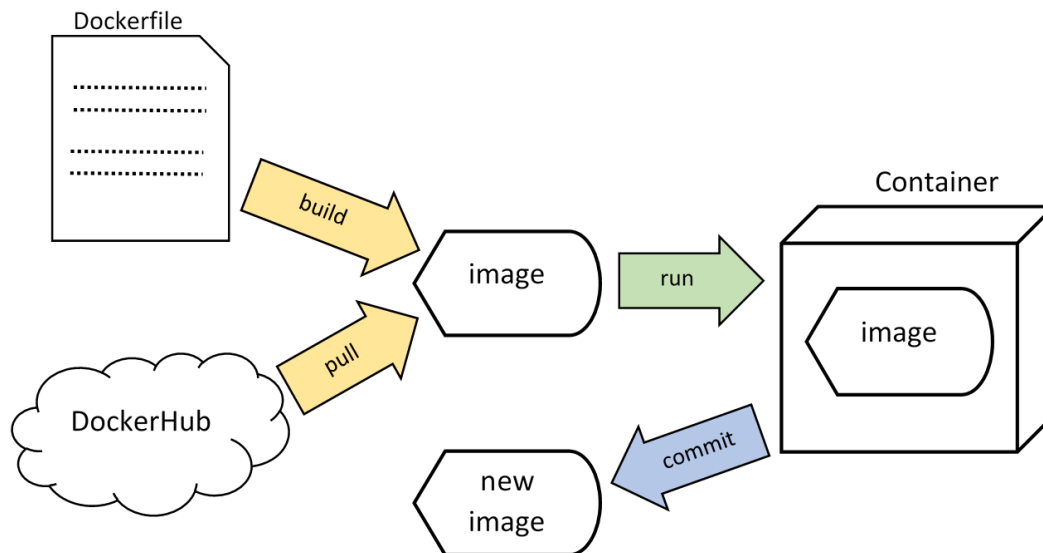 Dockerfile
build
image
run
Container
image
DockerHub
pull
commit
new
image